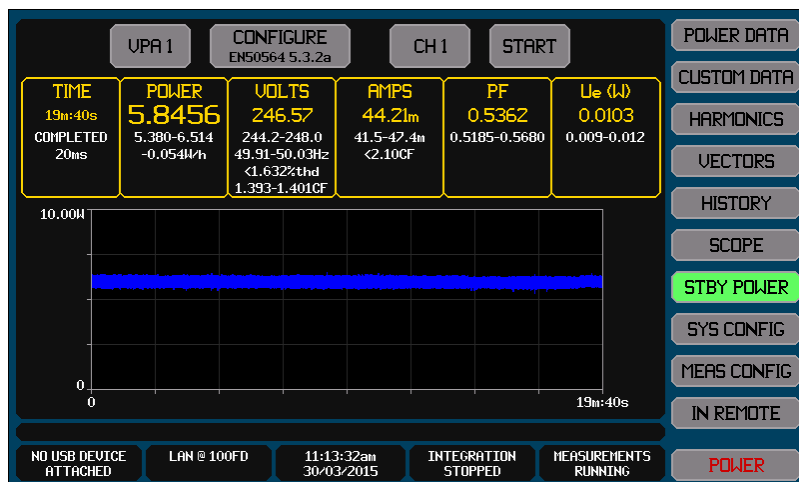 VPA 1
CONFIGURE
EN50564 5.3.2a
CH 1
START
TIME
19m:40s
COMPLETED
20ms
POWER
5.8456
5.380-6.514
-0.054W/h
VOLTS
246.57
244.2-248.0
49.91-50.03Hz
<1.632%thd
1.393-1.401CF
AMPS
44.21m
41.5-47.4m
<2.10CF
PF
0.5362
0.5185-0.5680
Ue (W)
0.0103
0.009-0.012
10.00W
0
0
19m:40s
NO USB DEVICE
ATTACHED
LAN @ 100FD
11:13:32am
30/03/2015
INTEGRATION
STOPPED
MEASUREMENTS
RUNNING
POWER DATA
CUSTOM DATA
HARMONICS
VECTORS
HISTORY
SCOPE
STBY POWER
SYS CONFIG
MEAS CONFIG
IN REMOTE
POWER